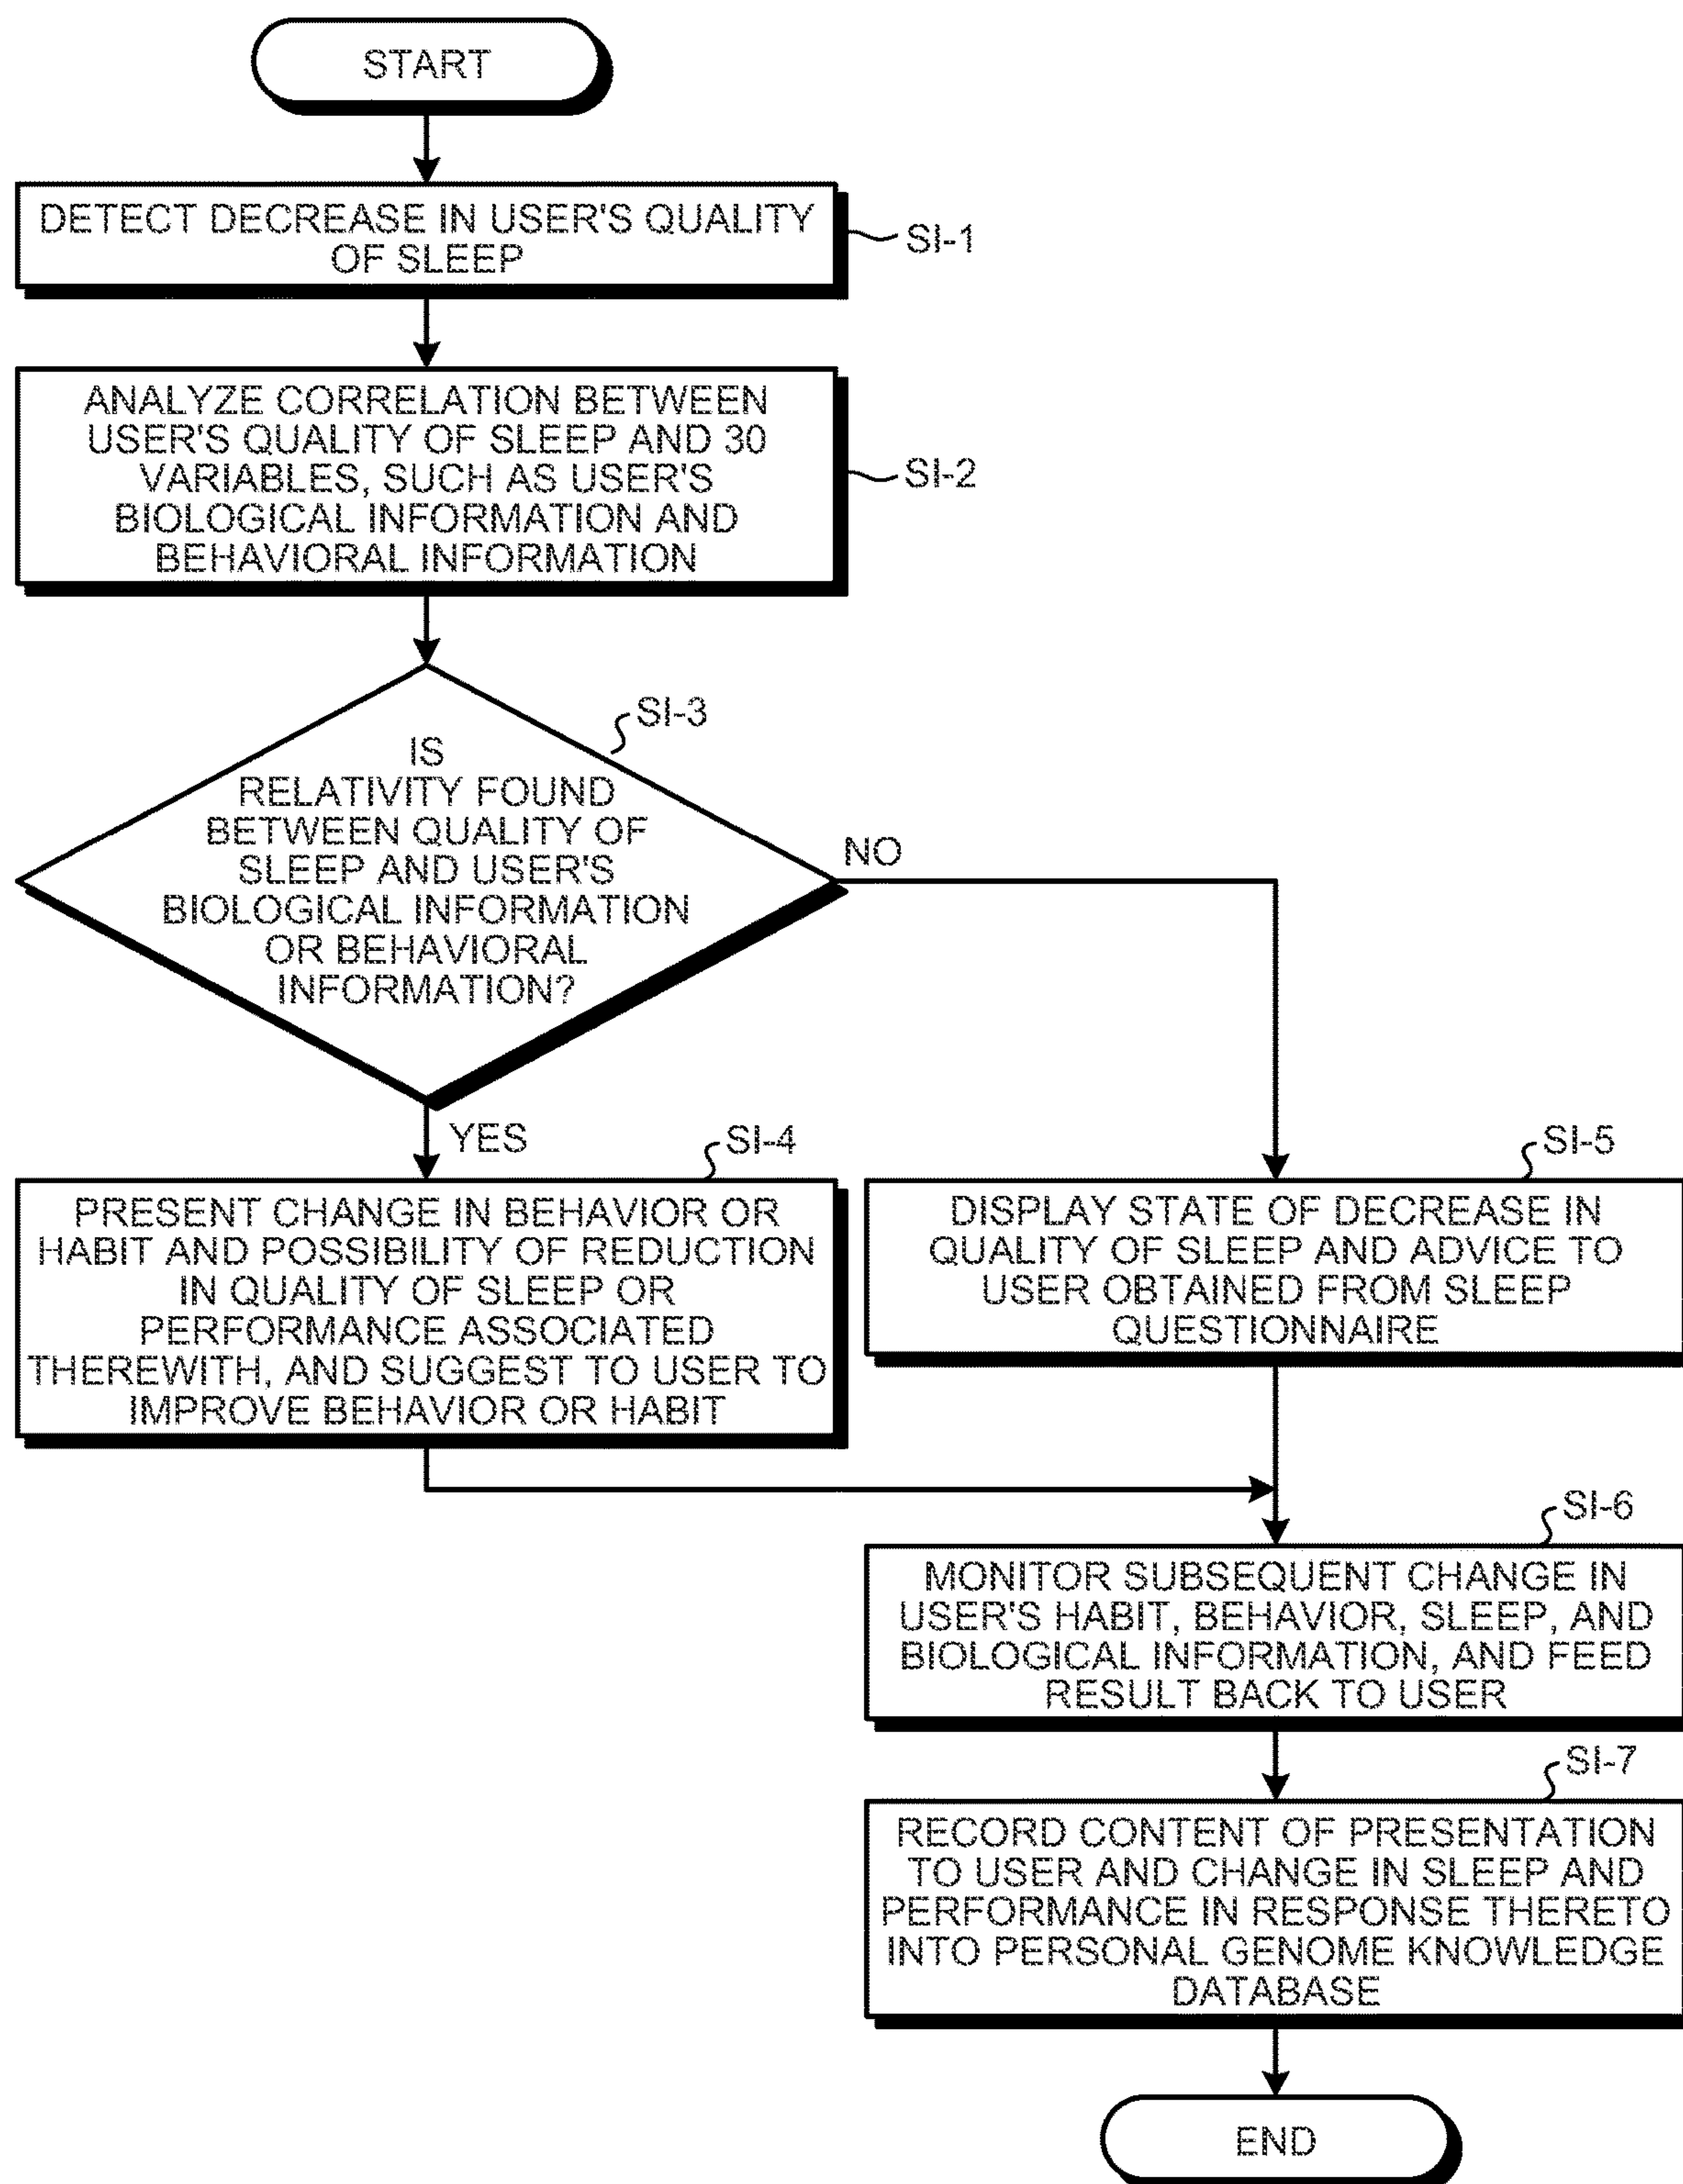 START
DETECT DECREASE IN USER'S QUALITY
OF SLEEP
SI-1
ANALYZE CORRELATION BETWEEN
USER'S QUALITY OF SLEEP AND 30
VARIABLES, SUCH AS USER'S
BIOLOGICAL INFORMATION AND
BEHAVIORAL INFORMATION
SI-2
SI-3
IS
RELATIVITY FOUND
BETWEEN QUALITY OF
SLEEP AND USER'S
BIOLOGICAL INFORMATION
OR BEHAVIORAL
INFORMATION?
NO
YES
SI-4
PRESENT CHANGE IN BEHAVIOR OR
HABIT AND POSSIBILITY OF REDUCTION
IN QUALITY OF SLEEP OR
PERFORMANCE ASSOCIATED
THEREWITH, AND SUGGEST TO USER TO
IMPROVE BEHAVIOR OR HABIT
SI-5
DISPLAY STATE OF DECREASE IN
QUALITY OF SLEEP AND ADVICE TO
USER OBTAINED FROM SLEEP
QUESTIONNAIRE
SI-6
MONITOR SUBSEQUENT CHANGE IN
USER'S HABIT, BEHAVIOR, SLEEP, AND
BIOLOGICAL INFORMATION, AND FEED
RESULT BACK TO USER
SI-7
RECORD CONTENT OF PRESENTATION
TO USER AND CHANGE IN SLEEP AND
PERFORMANCE IN RESPONSE THERETO
INTO PERSONAL GENOME KNOWLEDGE
DATABASE
END